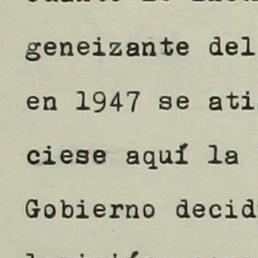 geneizante del
en 1947 se ati
ciese aquí la
Gobierno decid